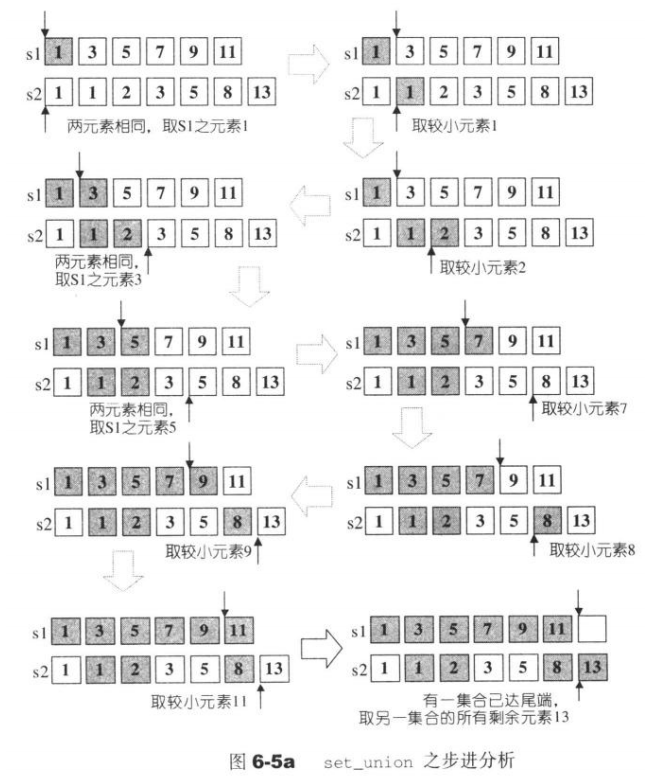 s1 1 3 5 7 9 11
s2 1 1 2 3 5 8 13
两元素相同，取S1之元素1
s1 1 3 5 7 9 11
s2 1 1 2 3 5 8 13
取较小元素1
s1 1 3 5 7 9 11
s2 1 1 2 3 5 8 13
取较小元素2
s1 1 3 5 7 9 11
s2 1 1 2 3 5 8 13
两元素相同，
取S1之元素3
s1 1 3 5 7 9 11
s2 1 1 2 3 5 8 13
两元素相同，
取S1之元素5
s1 1 3 5 7 9 11
s2 1 1 2 3 5 8 13
取较小元素7
s1 1 3 5 7 9 11
s2 1 1 2 3 5 8 13
取较小元素8
s1 1 3 5 7 9 11
s2 1 1 2 3 5 8 13
取较小元素9
s1 1 3 5 7 9 11
s2 1 1 2 3 5 8 13
取较小元素11
s1 1 3 5 7 9 11
s2 1 1 2 3 5 8 13
有一集合已达尾端，
取另一集合的所有剩余元素13
图 6-5a set_union 之步进分析